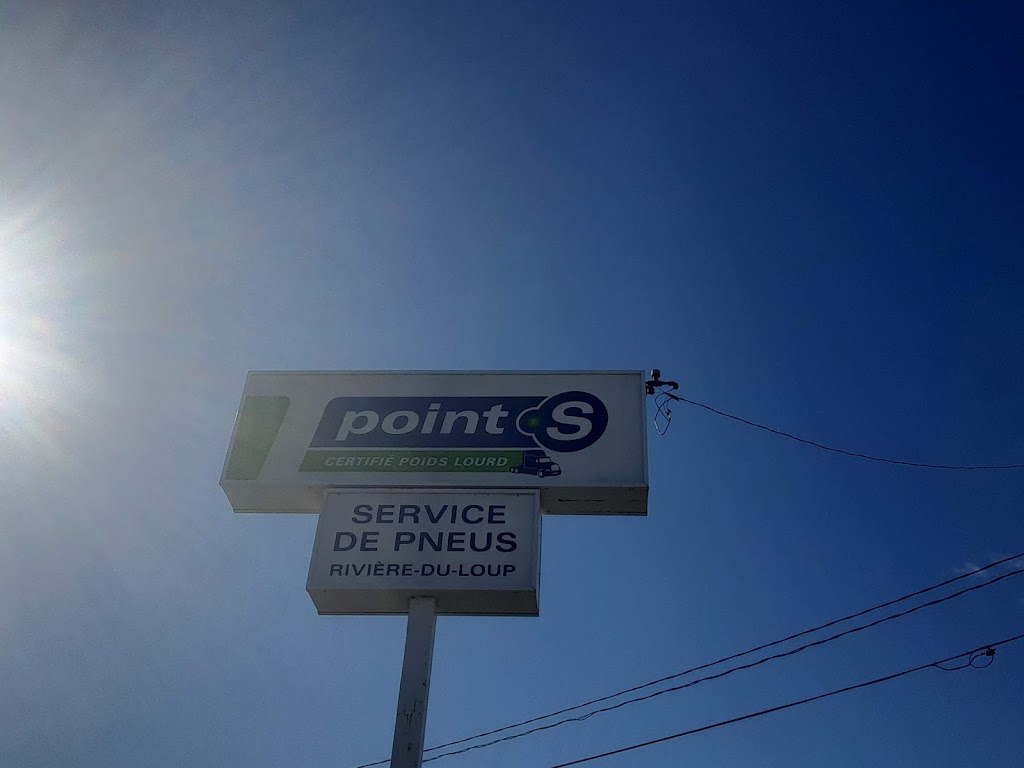 point S
CERTIFIÉ POIDS LOURD
SERVICE
DE PNEUS
RIVIÈRE-DU-LOUP